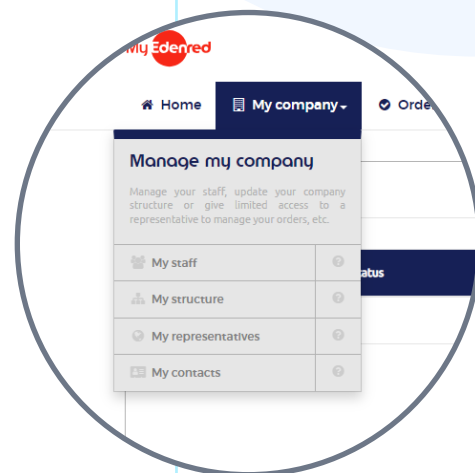 My Edenred
Home My company Orde
Manage my company
Manage your staff, update your company
structure or give limited access to a
representative to manage your orders, etc.
My staff
atus
My structure
My representatives
My contacts